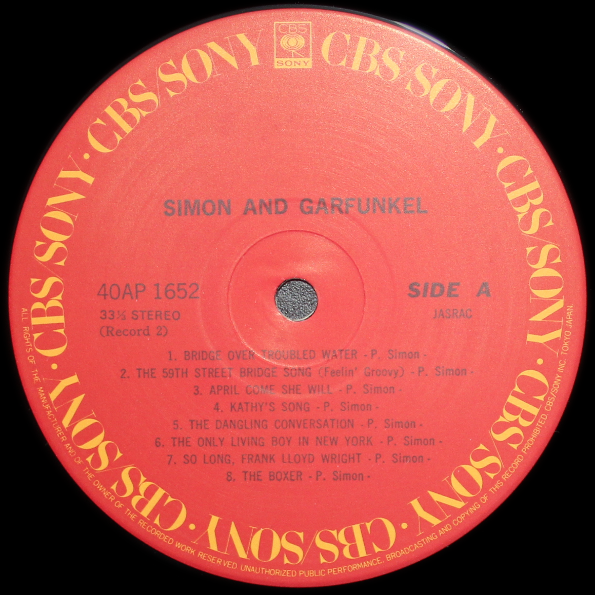 CBS
SONY
CBS/SONY · CBS/SONY · CBS/SONY · CBS/SONY · CBS/SONY · CBS/SONY · CBS/SONY · CBS/SONY
SIMON AND GARFUNKEL
40AP 1652
SIDE A
33⅓ STEREO
JASRAC
(Record 2)
1. BRIDGE OVER TROUBLED WATER - P. Simon -
2. THE 59TH STREET BRIDGE SONG (Feelin' Groovy) - P. Simon -
3. APRIL COME SHE WILL - P. Simon -
4. KATHY'S SONG - P. Simon -
5. THE DANGLING CONVERSATION - P. Simon -
6. THE ONLY LIVING BOY IN NEW YORK - P. Simon -
7. SO LONG, FRANK LLOYD WRIGHT - P. Simon -
8. THE BOXER - P. Simon -
ALL RIGHTS OF THE MANUFACTURER AND OF THE OWNER OF THE RECORDED WORK RESERVED UNAUTHORIZED PUBLIC PERFORMANCE, BROADCASTING AND COPYING OF THIS RECORD PROHIBITED CBS/SONY INC. TOKYO JAPAN.